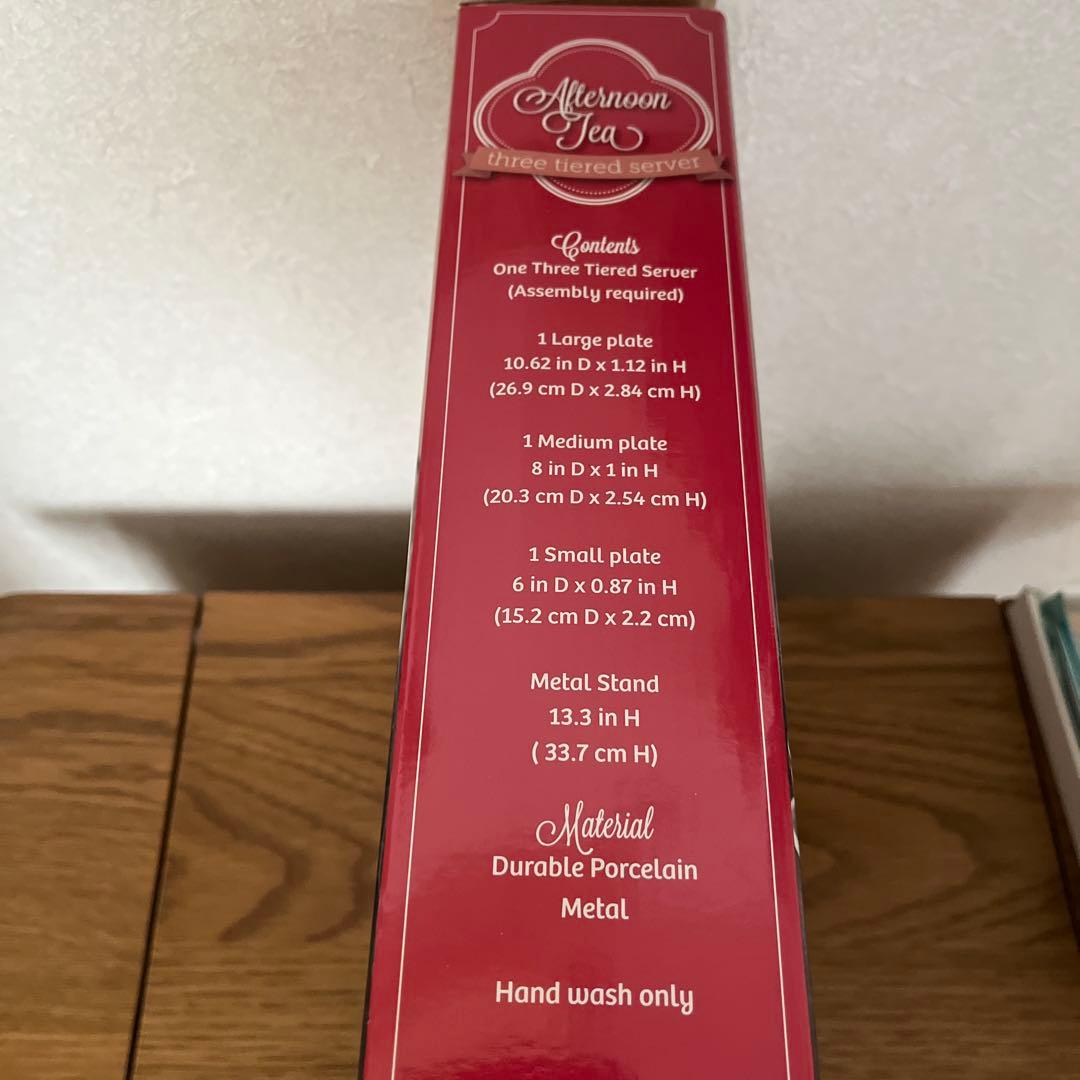 Afternoon
Tea
three tiered server
Contents
One Three Tiered Server
(Assembly required)
1 Large plate
10.62 in D x 1.12 in H
(26.9 cm D x 2.84 cm H)
1 Medium plate
8 in D x 1 in H
(20.3 cm D x 2.54 cm H)
1 Small plate
6 in D x 0.87 in H
(15.2 cm D x 2.2 cm)
Metal Stand
13.3 in H
( 33.7 cm H)
Material
Durable Porcelain
Metal
Hand wash only